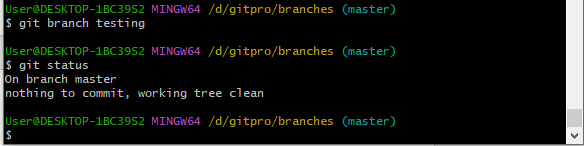 User@DESKTOP-1BC39S2 MINGW64 /d/gitpro/branches (master)
$ git branch testing
User@DESKTOP-1BC39S2 MINGW64 /d/gitpro/branches (master)
$ git status
On branch master
nothing to commit, working tree clean
User@DESKTOP-1BC39S2 MINGW64 /d/gitpro/branches (master)
$